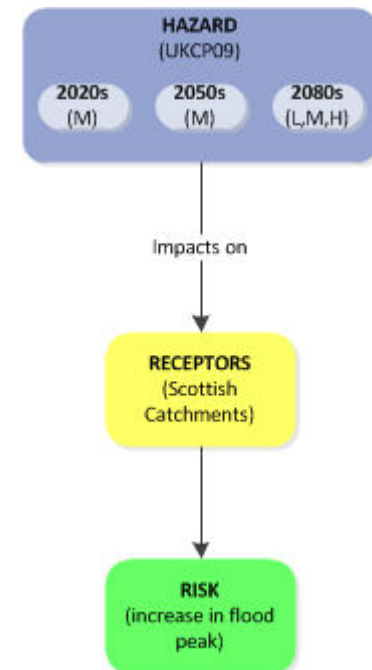 HAZARD
(UKCP09)
2020s 2050s 2080s
(M) (M) (L,M,H)
Impacts on
RECEPTORS
(Scottish
Catchments)
RISK
(increase in flood
peak)